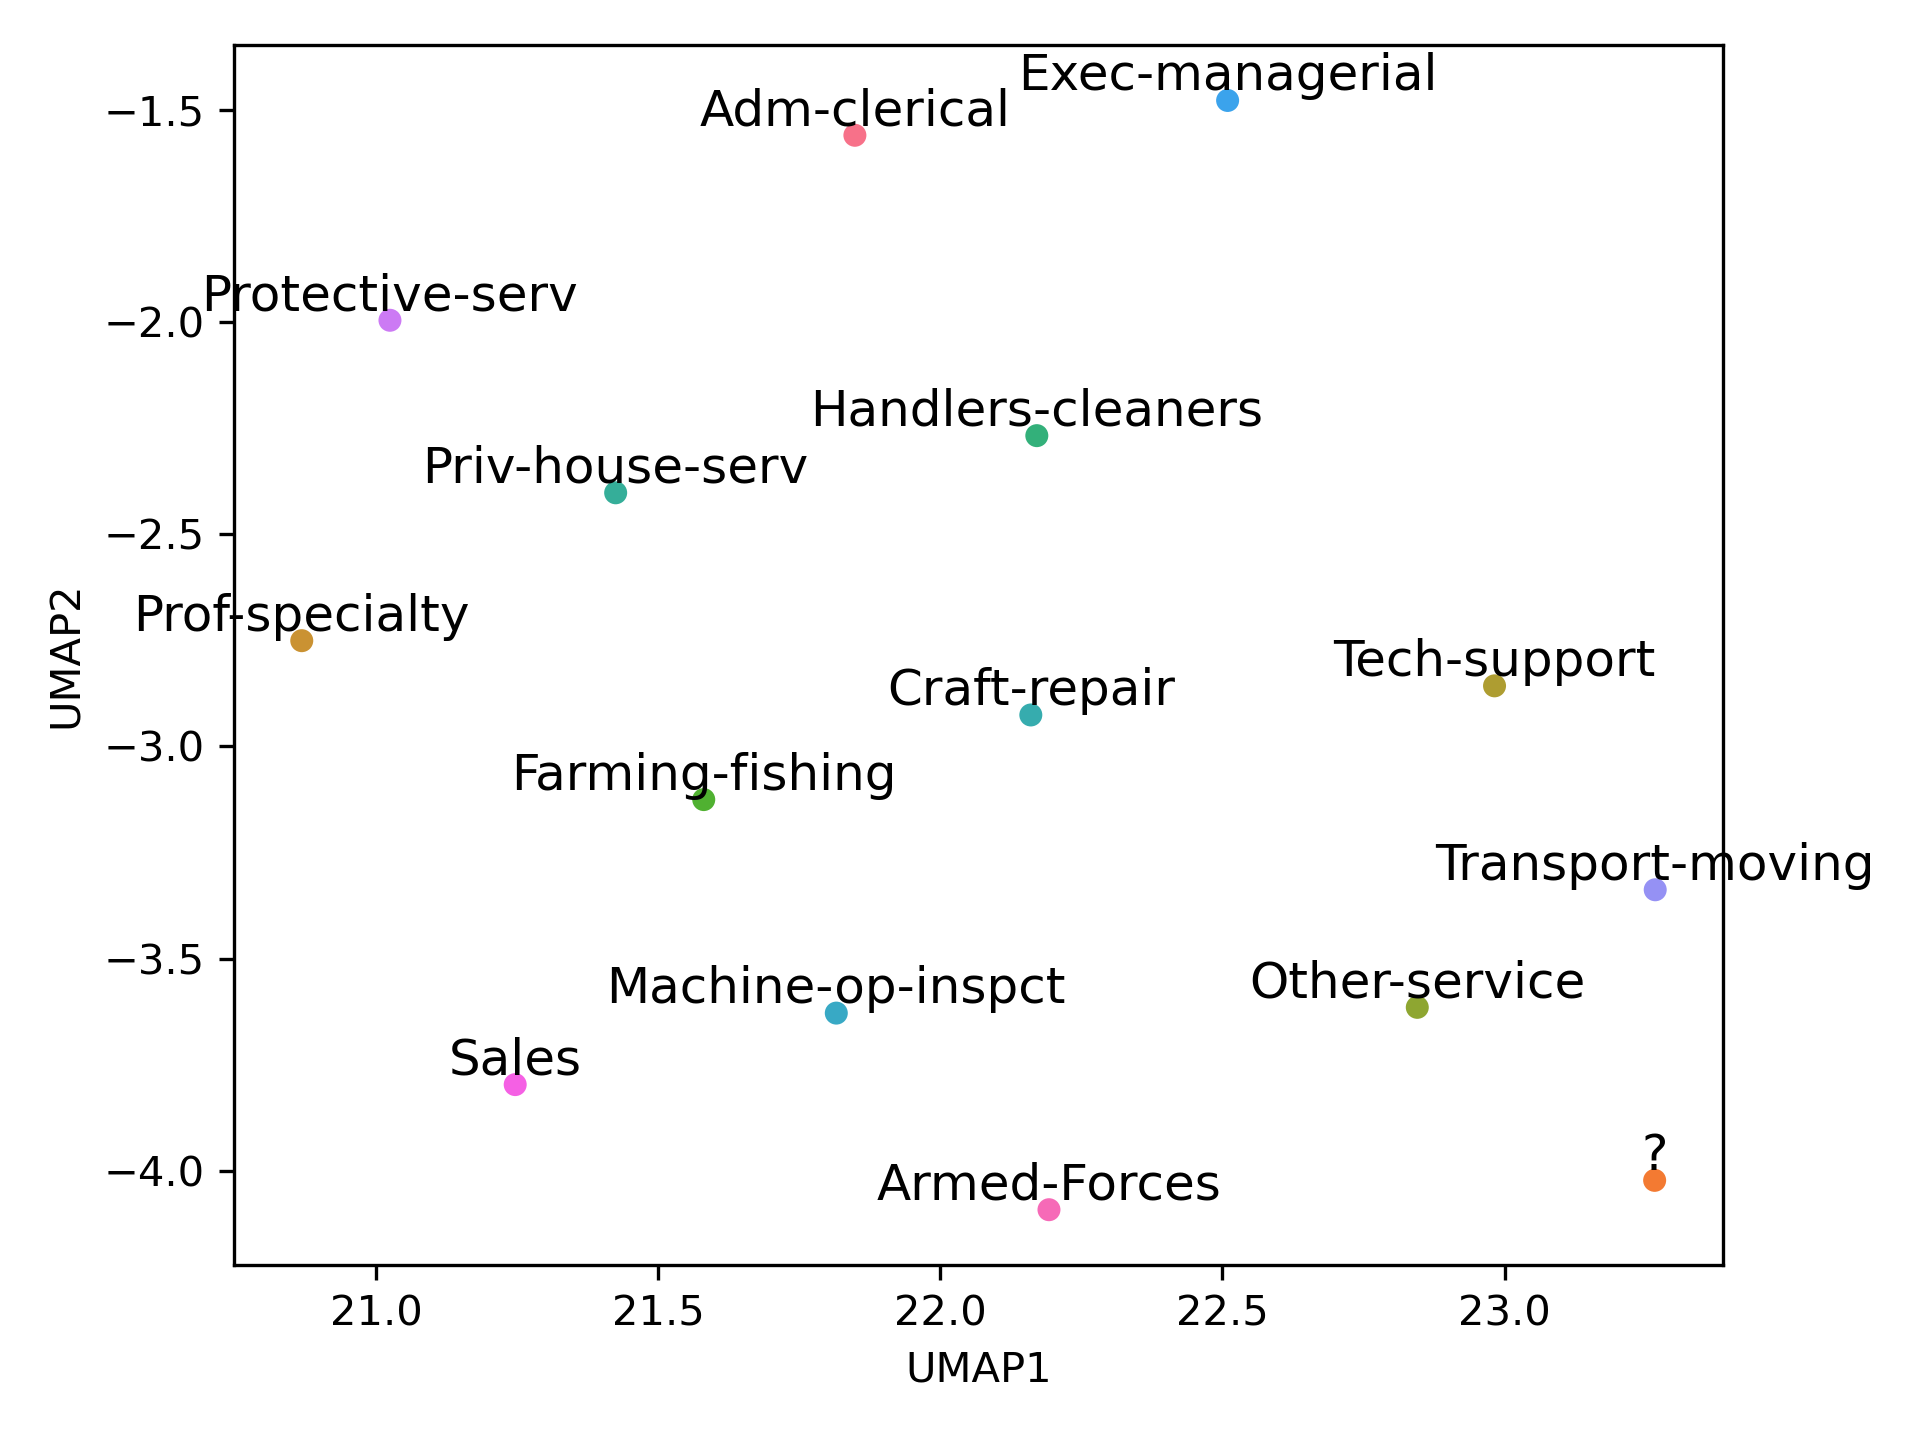 Exec-managerial
Adm-clerical
−1.5
Protective-serv
−2.0
Handlers-cleaners
Priv-house-serv
−2.5
Prof-specialty
UMAP2
Tech-support
Craft-repair
−3.0
Farming-fishing
Transport-moving
−3.5
Other-service
Machine-op-inspct
Sales
?
−4.0
Armed-Forces
21.0 21.5 22.0 22.5 23.0
UMAP1